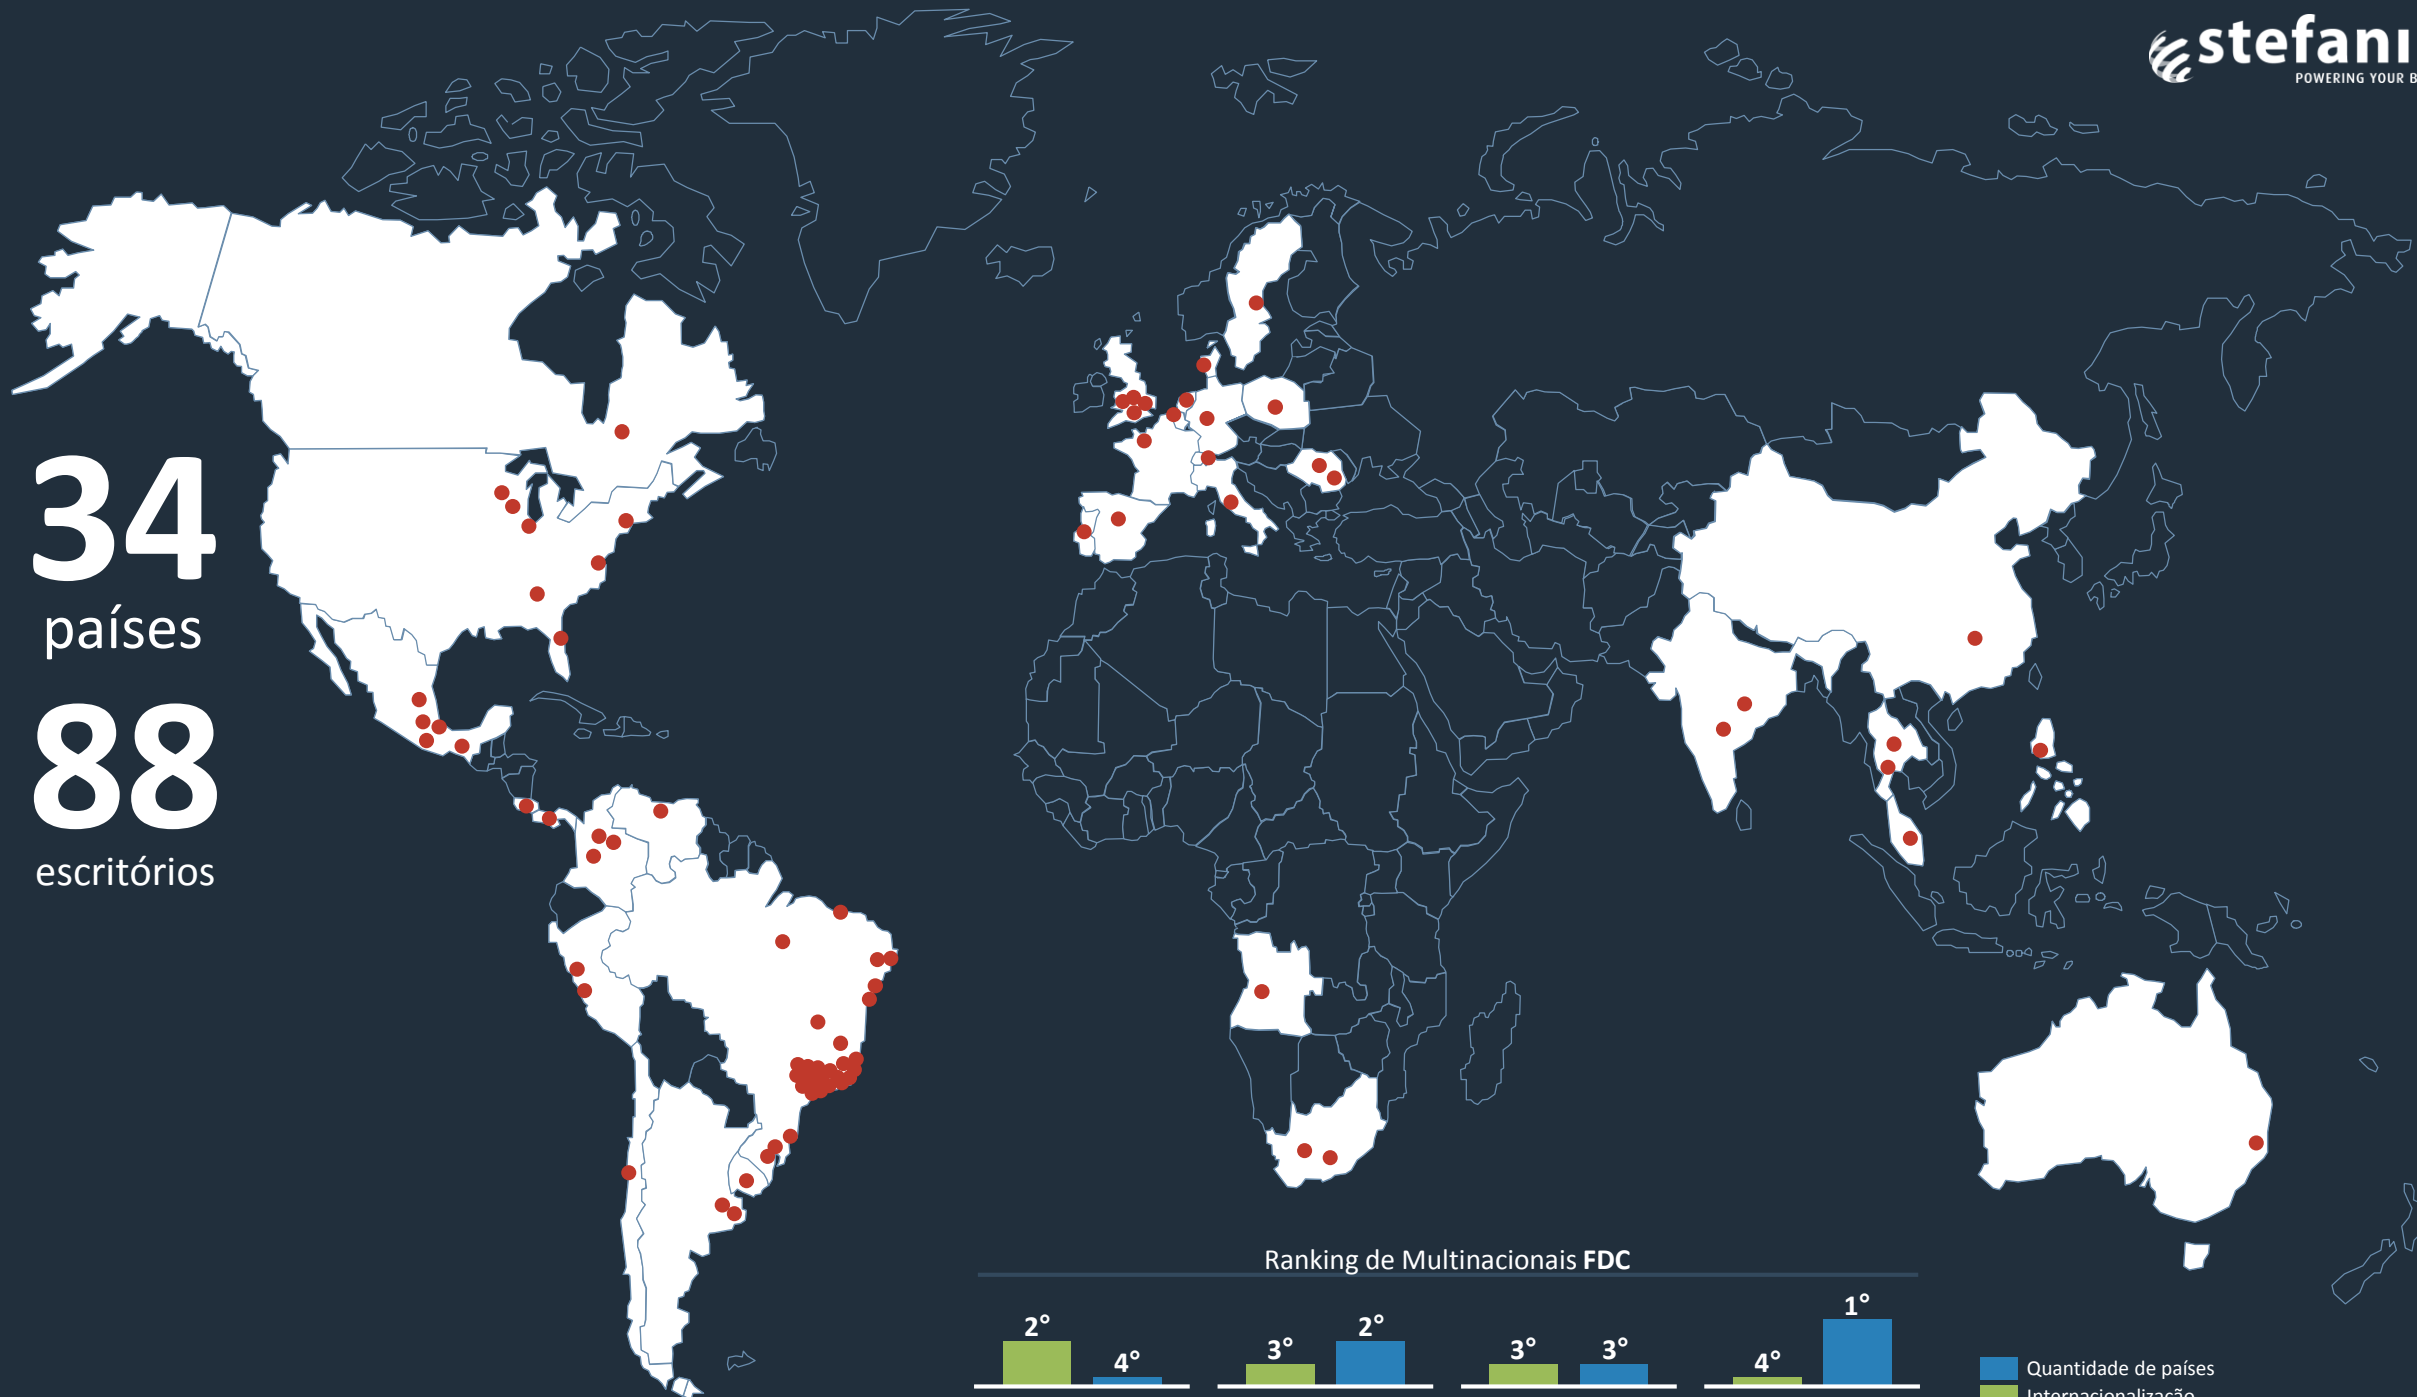 stefani
POWERING YOUR B
34
países
88
escritórios
Ranking de Multinacionais FDC
2° 4° 3° 2° 3° 3° 4° 1°
Quantidade de países
Internacionalização